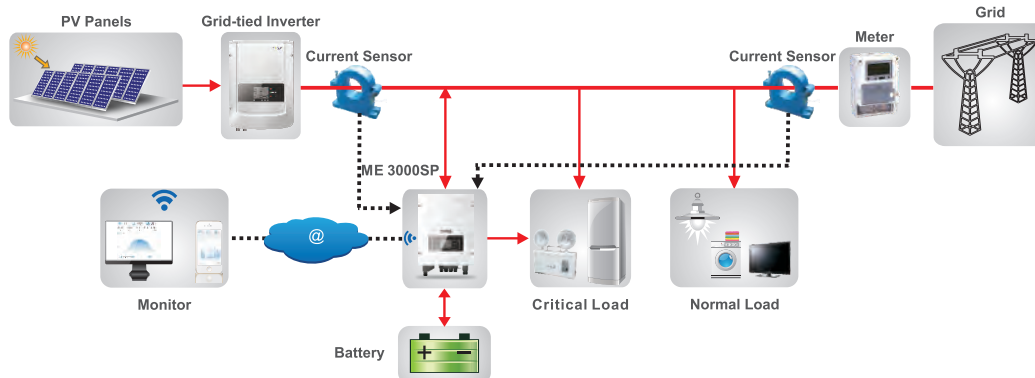 PV Panels
Grid-tied Inverter
Current Sensor
Current Sensor
Meter
Grid
ME 3000SP
@
Monitor
Critical Load
Normal Load
Battery
+ −